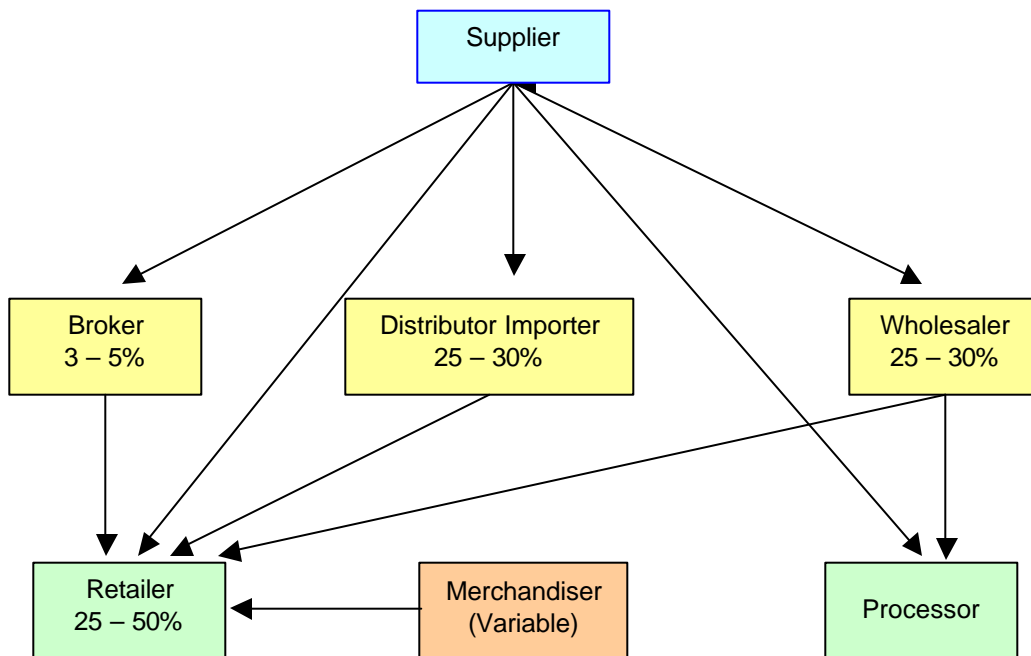 Supplier
Broker
3 – 5%
Distributor Importer
25 – 30%
Wholesaler
25 – 30%
Retailer
25 – 50%
Merchandiser
(Variable)
Processor